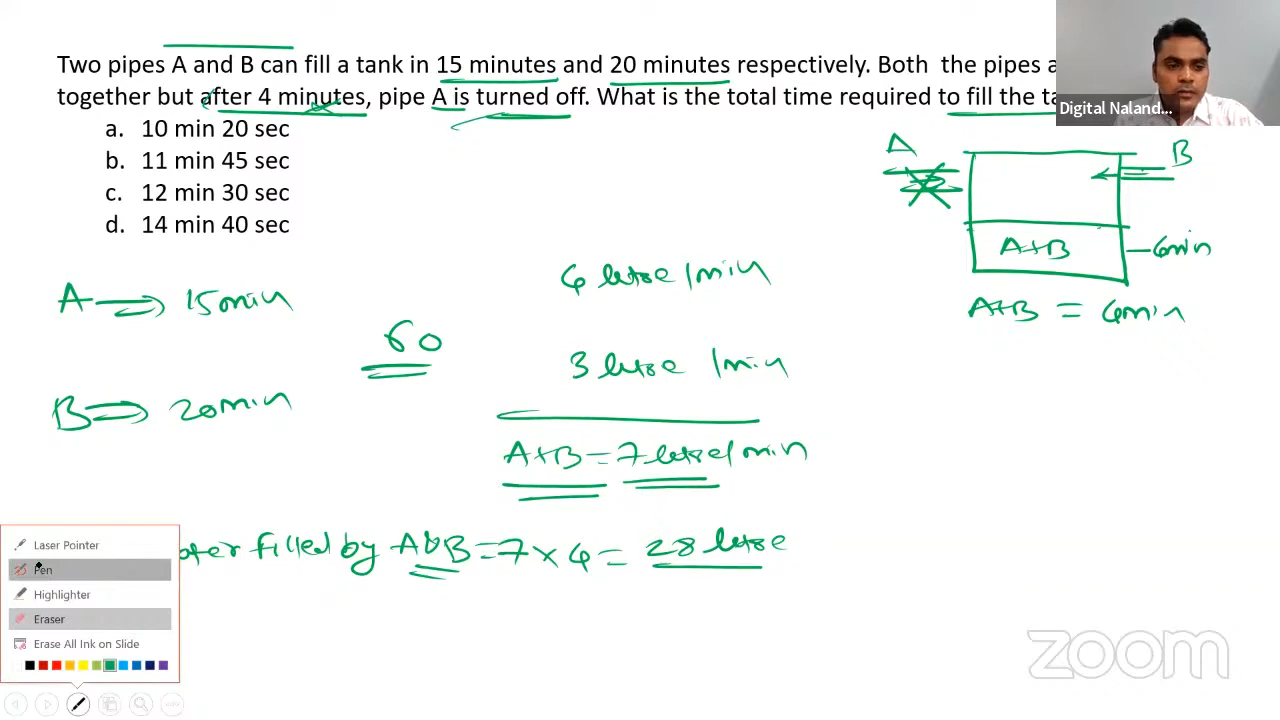 Two pipes A and B can fill a tank in 15 minutes and 20 minutes respectively. Both the pipes a
together but after 4 minutes, pipe A is turned off. What is the total time required to fill the ta
Digital Naland...
a. 10 min 20 sec
b. 11 min 45 sec
c. 12 min 30 sec
d. 14 min 40 sec
A
B
A+B
4min
A+B = 4min
A ⇒ 15min
4 litre/min
60
3 litre/min
B ⇒ 20min
A+B = 7 litre/min
ater filled by A&B = 7 × 4 = 28 litre
Laser Pointer
Pen
Highlighter
Eraser
Erase All Ink on Slide
zoom